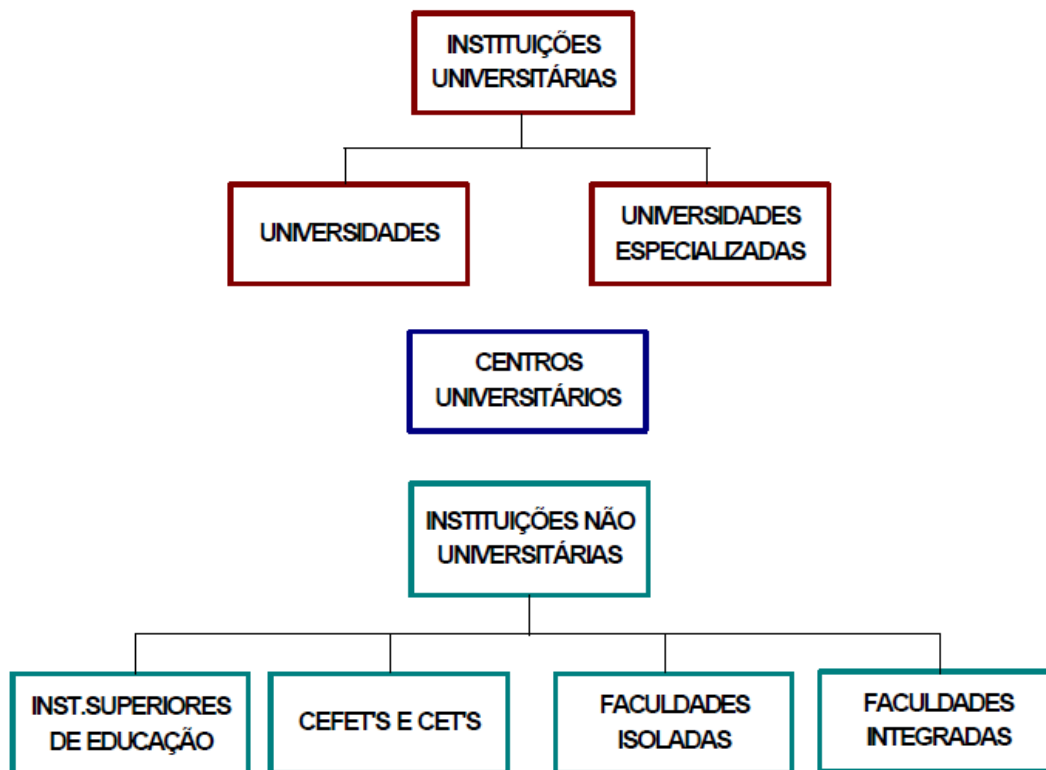 INSTITUIÇÕES
UNIVERSITÁRIAS
UNIVERSIDADES
UNIVERSIDADES
ESPECIALIZADAS
CENTROS
UNIVERSITÁRIOS
INSTITUIÇÕES NÃO
UNIVERSITÁRIAS
INST.SUPERIORES
DE EDUCAÇÃO
CEFET'S E CET'S
FACULDADES
ISOLADAS
FACULDADES
INTEGRADAS